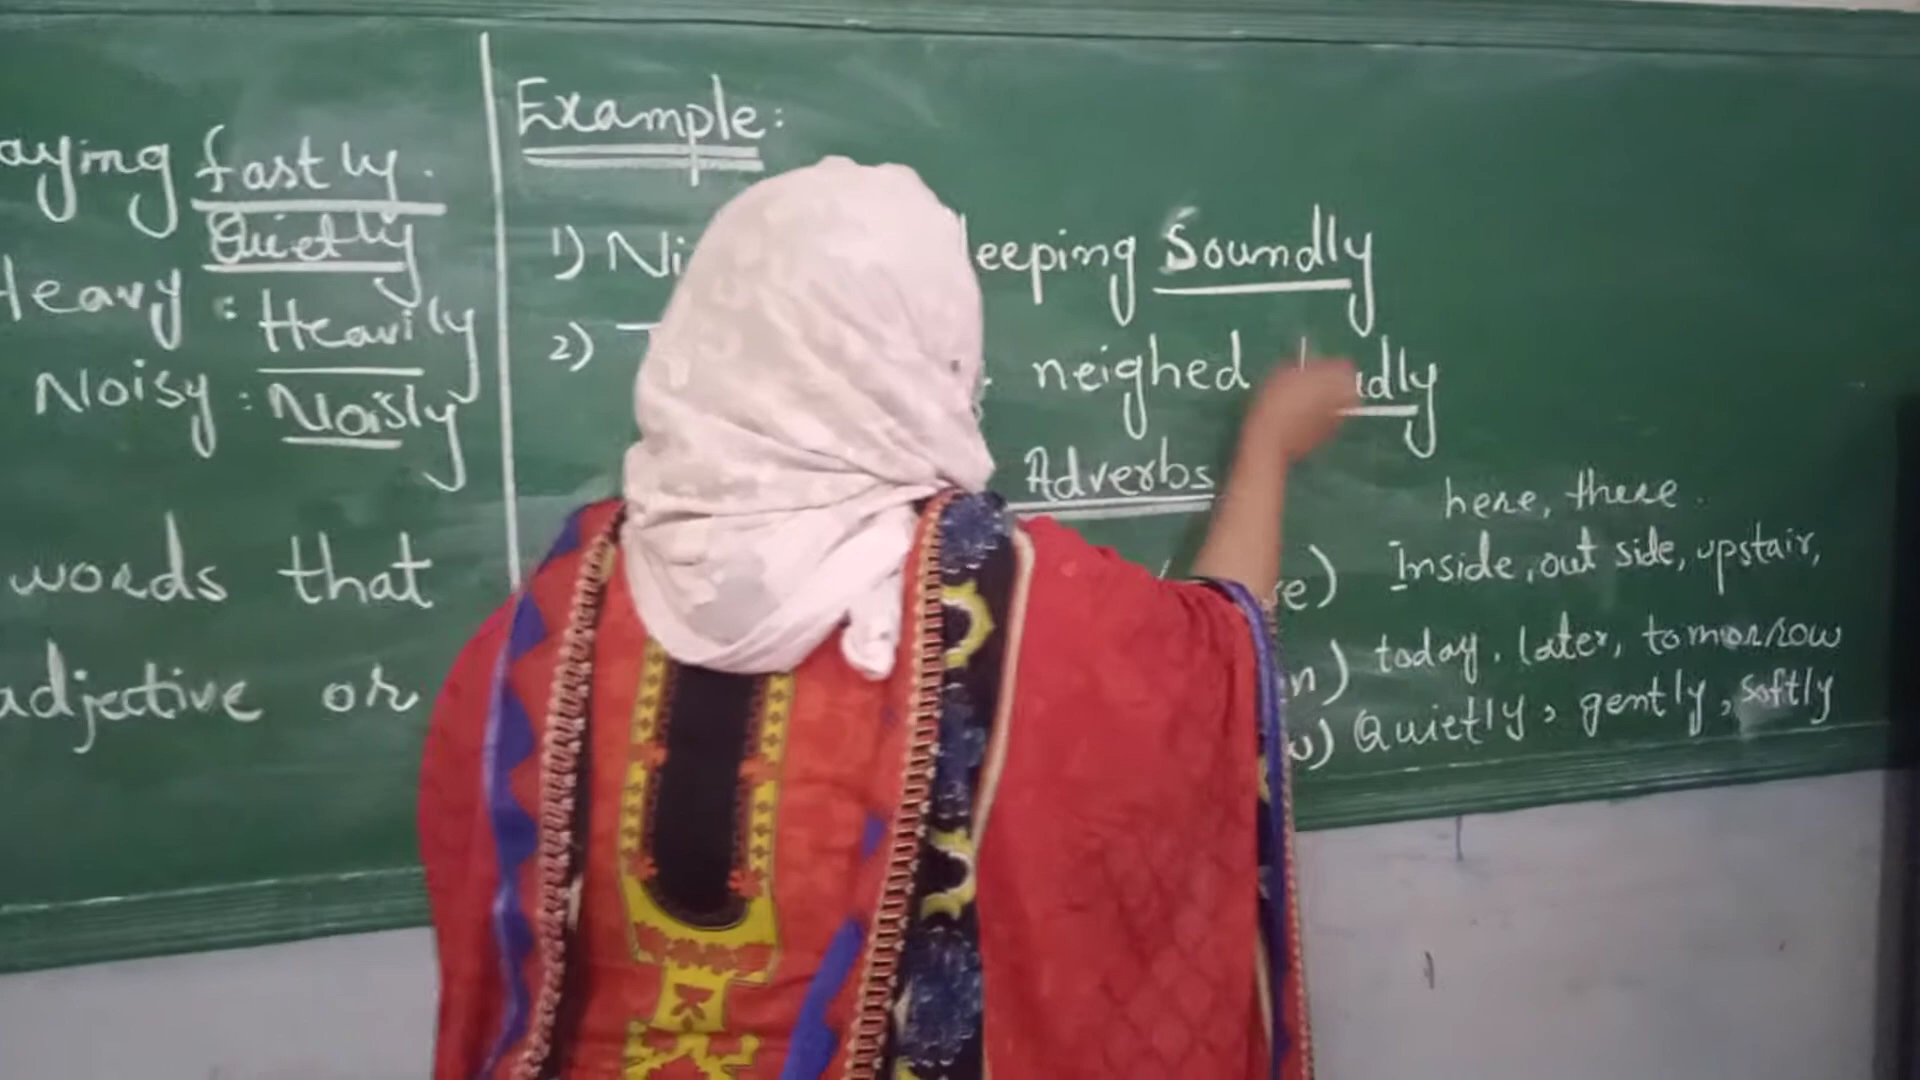 aying fastly.
Quietly
Heavy : Heavily
Noisy : Noisly
words that
adjective or
Example:
1) Ni eeping Soundly
2) neighed dly
Adverbs
here, there.
e) Inside, out side, upstair,
n) today, later, tomorrow
w) Quietly, gently, softly